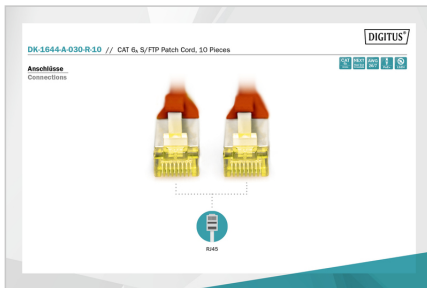 DIGITUS®
DK-1644-A-030-R-10 // CAT 6A S/FTP Patch Cord, 10 Pieces
Anschlüsse
Connections
RJ45